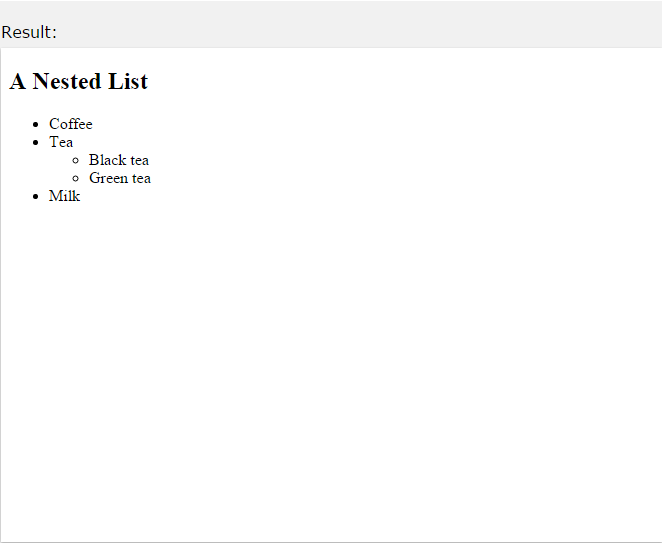 Result:
A Nested List
Coffee
Tea
Black tea
Green tea
Milk